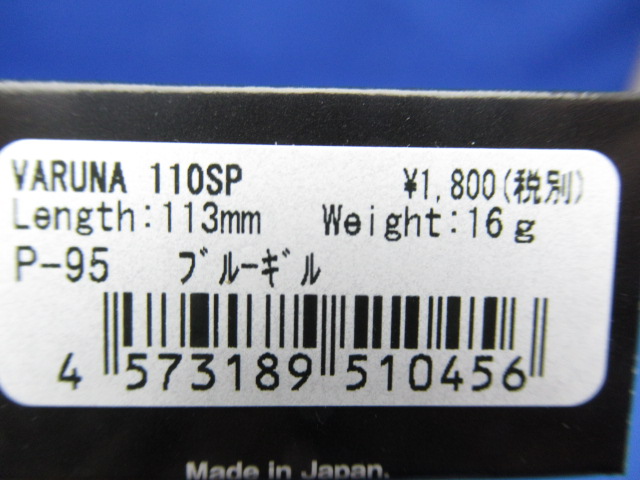 VARUNA 110SP ¥1,800(税別)
Length:113mm Weight:16g
P-95 ﾌﾞﾙｰｷﾞﾙ
4 573189 510456
Made in Japan.